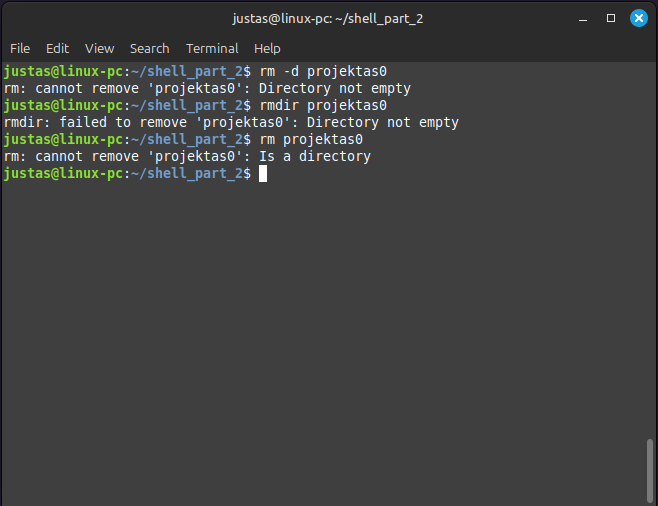 justas@linux-pc: ~/shell_part_2
File Edit View Search Terminal Help
justas@linux-pc:~/shell_part_2$ rm -d projektas0
rm: cannot remove 'projektas0': Directory not empty
justas@linux-pc:~/shell_part_2$ rmdir projektas0
rmdir: failed to remove 'projektas0': Directory not empty
justas@linux-pc:~/shell_part_2$ rm projektas0
rm: cannot remove 'projektas0': Is a directory
justas@linux-pc:~/shell_part_2$